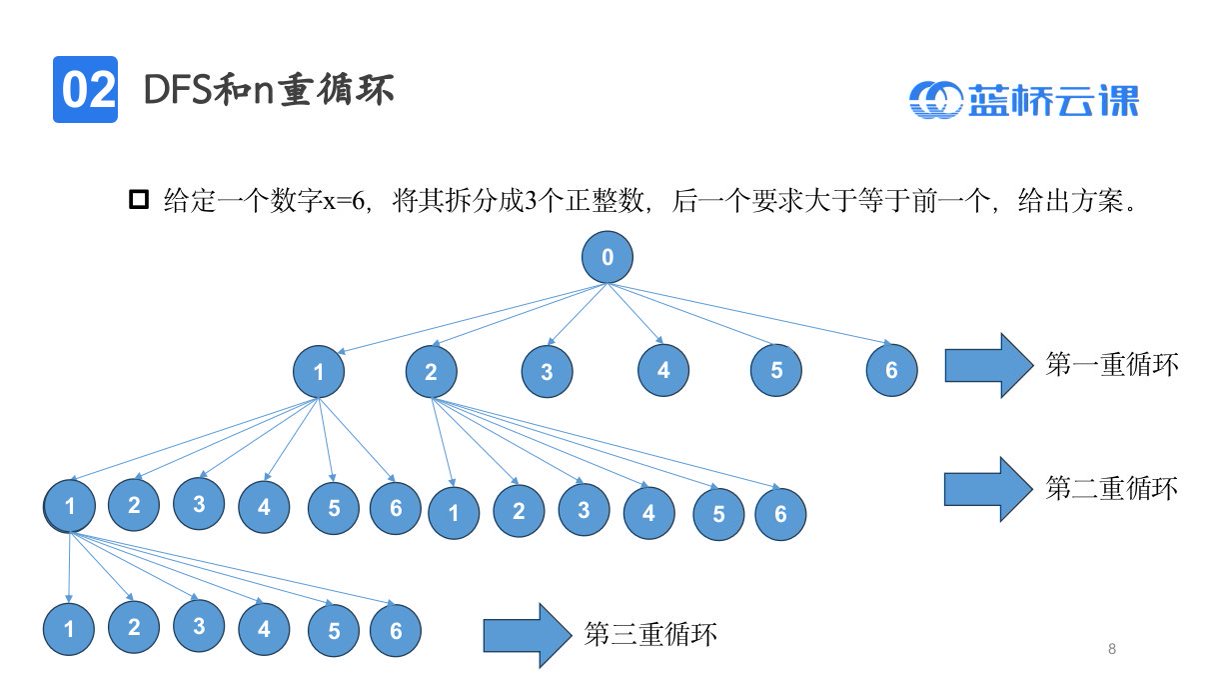 02 DFS和n重循环
蓝桥云课
给定一个数字x=6，将其拆分成3个正整数，后一个要求大于等于前一个，给出方案。
0
1 2 3 4 5 6 第一重循环
1 2 3 4 5 6 1 2 3 4 5 6 第二重循环
1 2 3 4 5 6 第三重循环
8